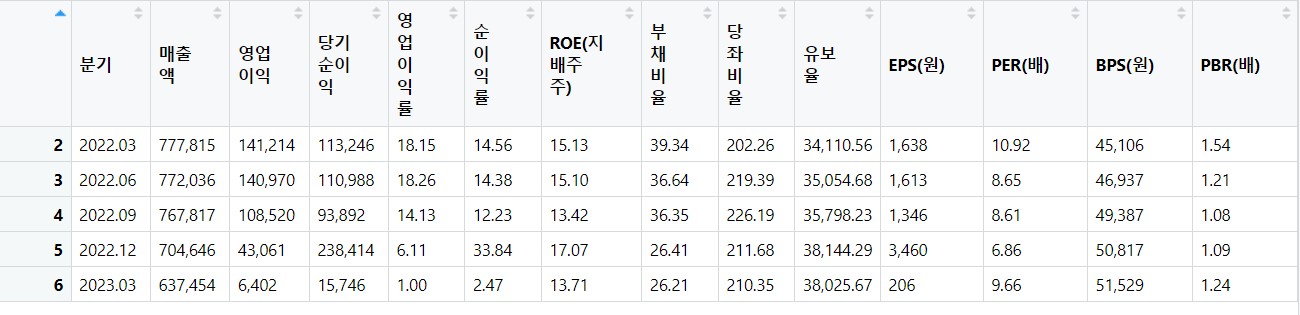 분기 매출액 영업이익 당기순이익 영업이익률 순이익률 ROE(지배주주) 부채비율 당좌비율 유보율 EPS(원) PER(배) BPS(원) PBR(배)
2 2022.03 777,815 141,214 113,246 18.15 14.56 15.13 39.34 202.26 34,110.56 1,638 10.92 45,106 1.54
3 2022.06 772,036 140,970 110,988 18.26 14.38 15.10 36.64 219.39 35,054.68 1,613 8.65 46,937 1.21
4 2022.09 767,817 108,520 93,892 14.13 12.23 13.42 36.35 226.19 35,798.23 1,346 8.61 49,387 1.08
5 2022.12 704,646 43,061 238,414 6.11 33.84 17.07 26.41 211.68 38,144.29 3,460 6.86 50,817 1.09
6 2023.03 637,454 6,402 15,746 1.00 2.47 13.71 26.21 210.35 38,025.67 206 9.66 51,529 1.24